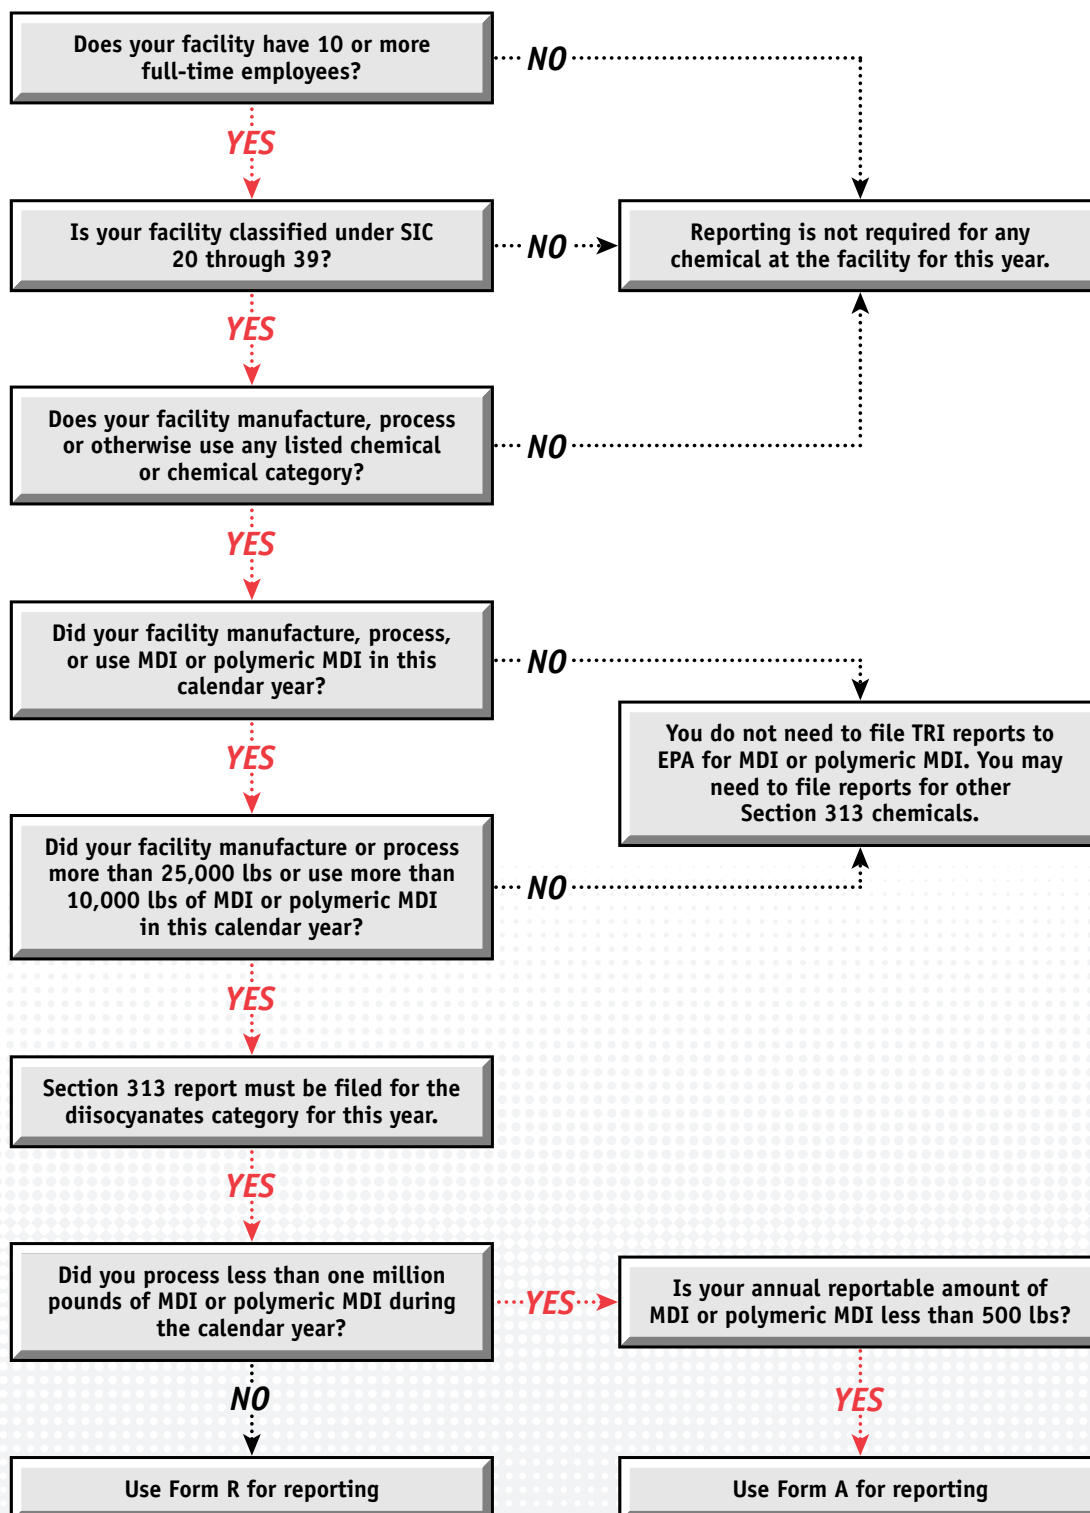 Does your facility have 10 or more
full-time employees?
NO
YES
Is your facility classified under SIC
20 through 39?
NO
Reporting is not required for any
chemical at the facility for this year.
YES
Does your facility manufacture, process
or otherwise use any listed chemical
or chemical category?
NO
YES
Did your facility manufacture, process,
or use MDI or polymeric MDI in this
calendar year?
NO
You do not need to file TRI reports to
EPA for MDI or polymeric MDI. You may
need to file reports for other
Section 313 chemicals.
YES
Did your facility manufacture or process
more than 25,000 lbs or use more than
10,000 lbs of MDI or polymeric MDI
in this calendar year?
NO
YES
Section 313 report must be filed for the
diisocyanates category for this year.
YES
Did you process less than one million
pounds of MDI or polymeric MDI during
the calendar year?
YES
Is your annual reportable amount of
MDI or polymeric MDI less than 500 lbs?
NO
YES
Use Form R for reporting
Use Form A for reporting